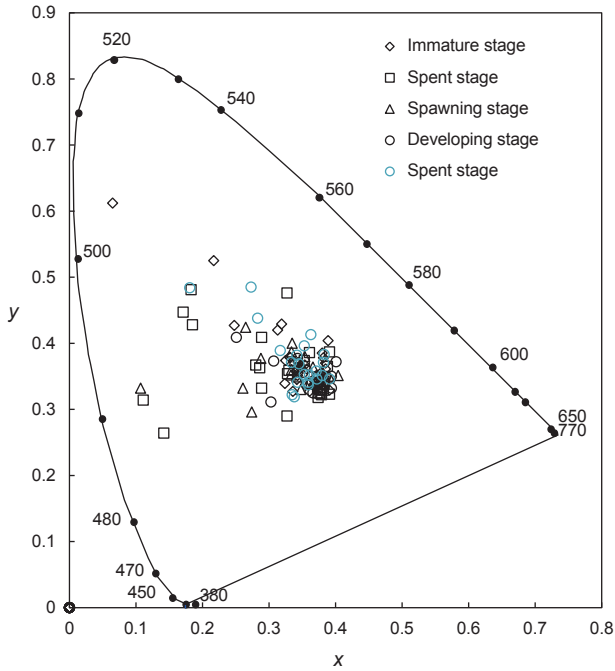 0.9
0.8
0.7
0.6
0.5
0.4
0.3
0.2
0.1
0
y
520
540
560
500
580
600
650
770
480
470
450
380
Immature stage
Spent stage
Spawning stage
Developing stage
Spent stage
0 0.1 0.2 0.3 0.4 0.5 0.6 0.7 0.8
x